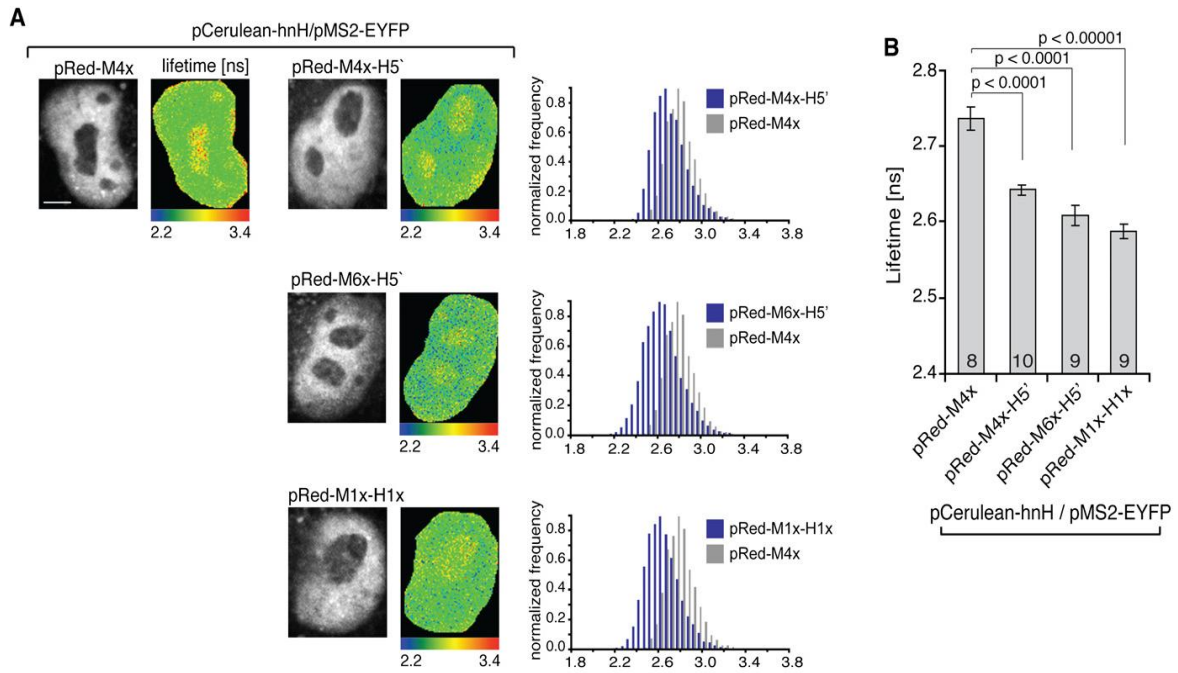 A
pCerulean-hnH/pMS2-EYFP
pRed-M4x
lifetime [ns]
pRed-M4x-H5`
2.2 3.4
2.2 3.4
normalized frequency
0.8
0.6
0.4
0.2
0.0
1.8 2.2 2.6 3.0 3.4 3.8
pRed-M4x-H5'
pRed-M4x
pRed-M6x-H5`
2.2 3.4
normalized frequency
0.8
0.6
0.4
0.2
0.0
1.8 2.2 2.6 3.0 3.4 3.8
pRed-M6x-H5'
pRed-M4x
pRed-M1x-H1x
2.2 3.4
normalized frequency
0.8
0.6
0.4
0.2
0.0
1.8 2.2 2.6 3.0 3.4 3.8
pRed-M1x-H1x
pRed-M4x
B
p < 0.00001
p < 0.0001
p < 0.0001
Lifetime [ns]
2.8
2.7
2.6
2.5
2.4
8 10 9 9
pRed-M4x
pRed-M4x-H5'
pRed-M6x-H5'
pRed-M1x-H1x
pCerulean-hnH / pMS2-EYFP